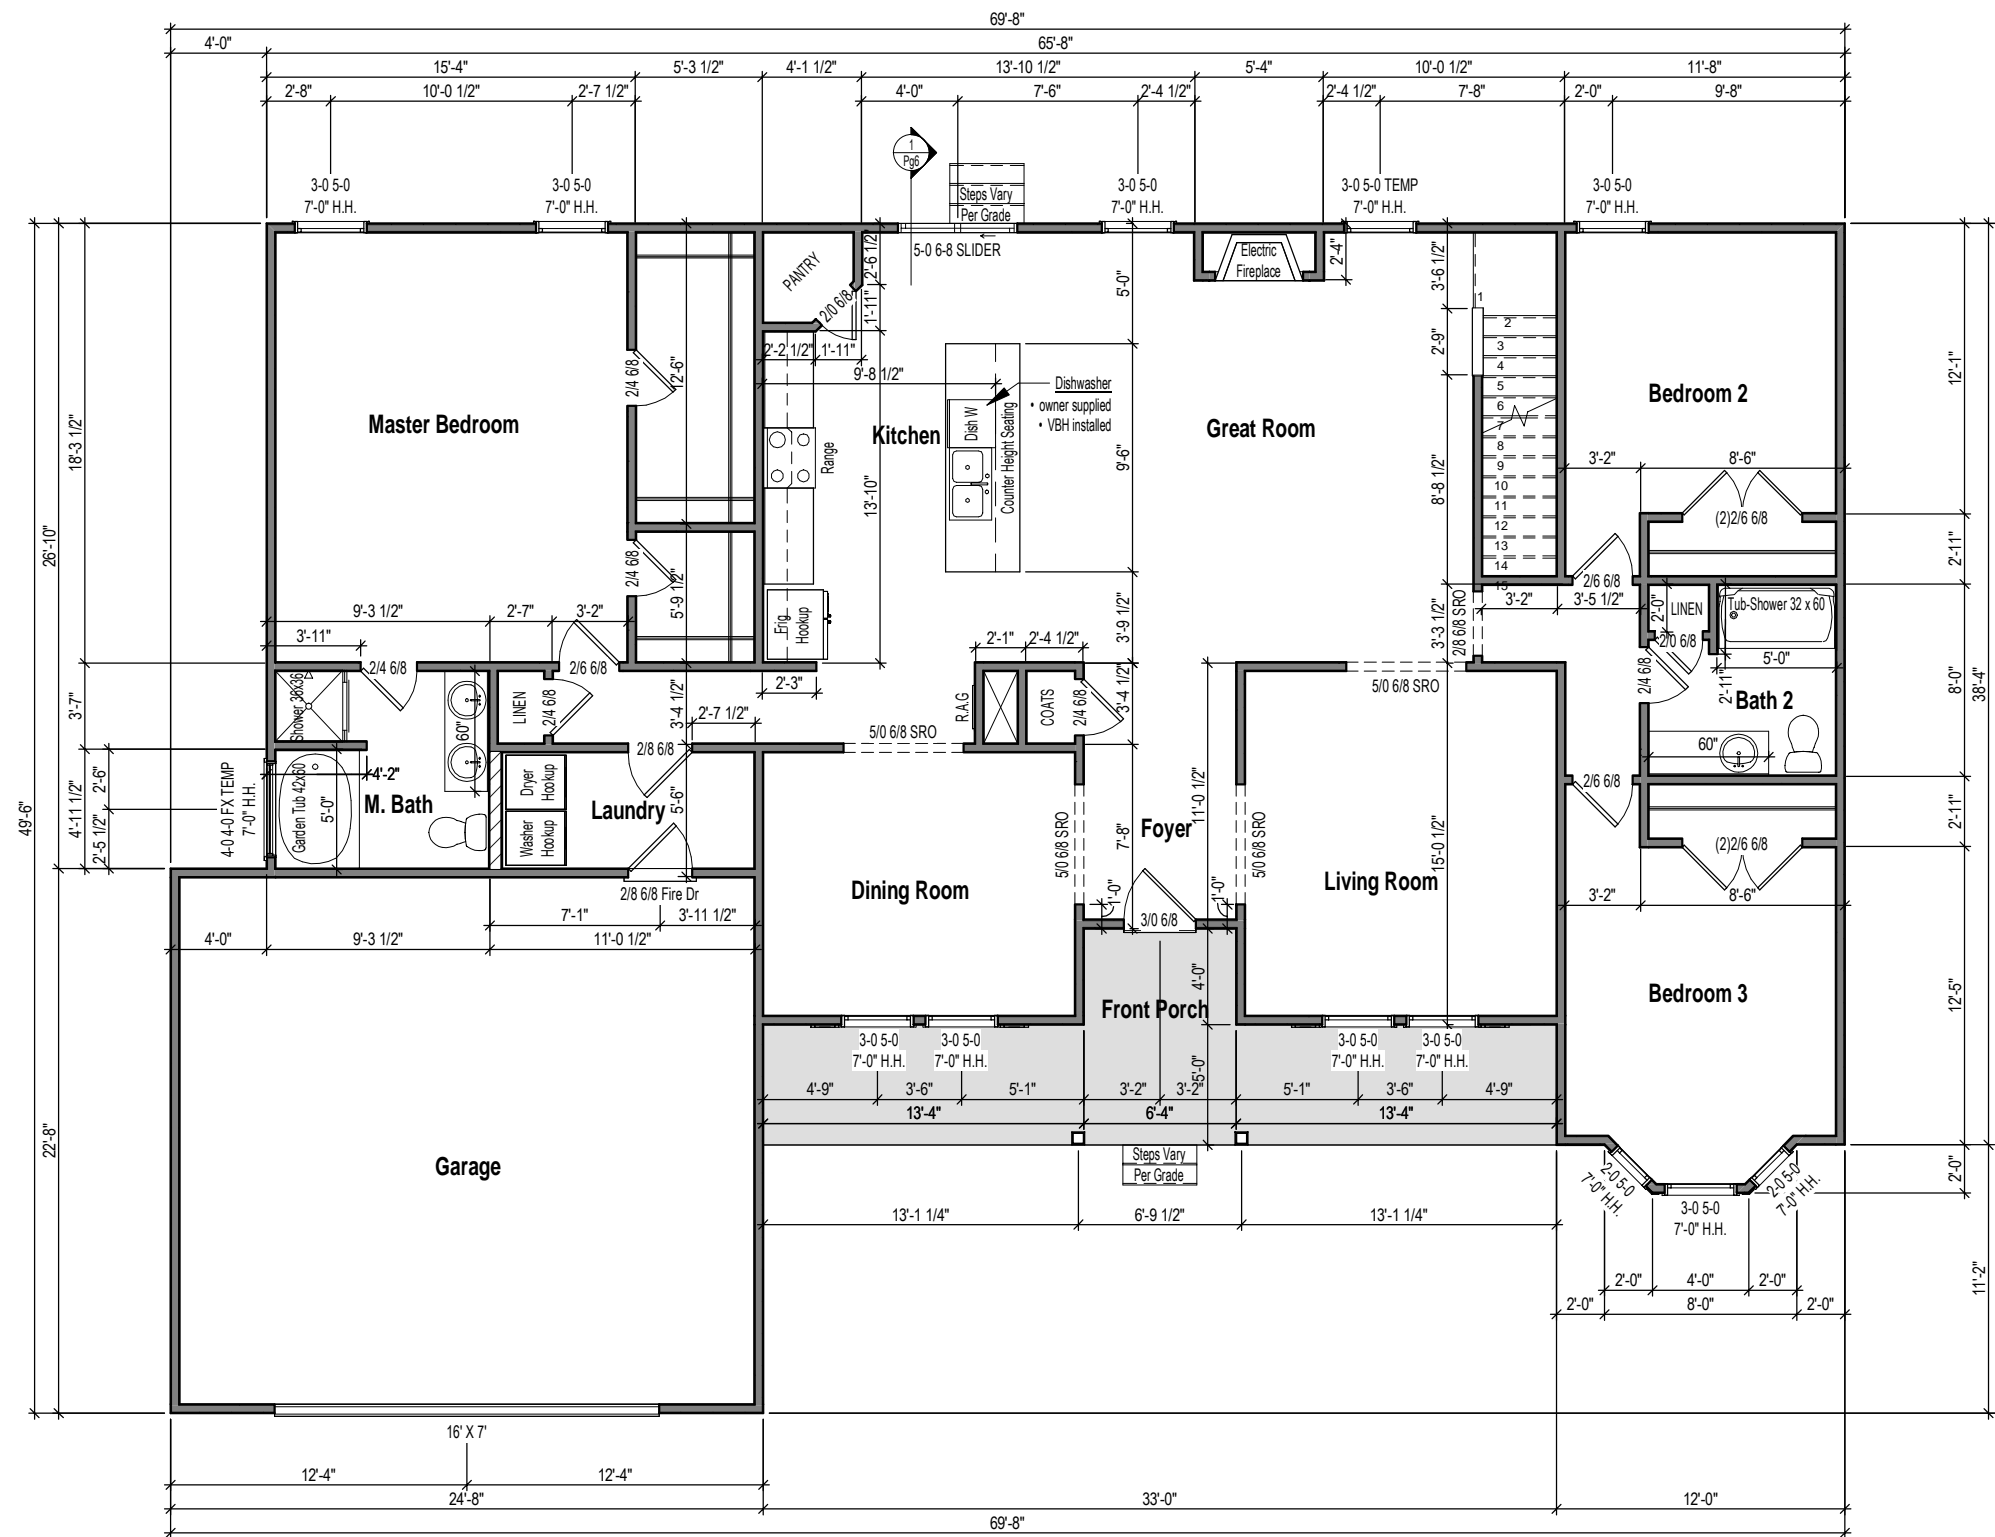 69'-8"
4'-0"
65'-8"
15'-4"
5'-3 1/2"
4'-1 1/2"
13'-10 1/2"
5'-4"
10'-0 1/2"
11'-8"
2'-8"
10'-0 1/2"
2'-7 1/2"
4'-0"
7'-6"
2'-4 1/2"
2'-4 1/2"
7'-8"
2'-0"
9'-8"
1
Pg6
3-0 5-0
7'-0" H.H.
3-0 5-0
7'-0" H.H.
Steps Vary
Per Grade
3-0 5-0
7'-0" H.H.
3-0 5-0 TEMP
7'-0" H.H.
3-0 5-0
7'-0" H.H.
5-0 6-8 SLIDER
Electric
Fireplace
2'-4"
PANTRY
2/0 6/8
2'-6 1/2"
1'-11"
5'-0"
3'-6 1/2"
2'-9"
1
2
3
4
5
6
7
8
9
10
11
12
13
14
15
2'-2 1/2"
1'-11"
9'-8 1/2"
Dishwasher
• owner supplied
• VBH installed
Dish W
Counter Height Seating
Range
Kitchen
13'-10"
9'-6"
Great Room
8'-8 1/2"
Master Bedroom
2/4 6/8
12'-6"
2/4 6/8
5'-9 1/2"
Bedroom 2
3'-2"
8'-6"
(2)2/6 6/8
12'-1"
2'-11"
49'-6"
26'-10"
18'-3 1/2"
9'-3 1/2"
2'-7"
3'-2"
3'-11"
2/4 6/8
2/6 6/8
Frig
Hookup
3'-9 1/2"
3'-3 1/2"
2/8 6/8 SRO
3'-2"
3'-5 1/2"
2/6 6/8
2'-0"
LINEN
2/0 6/8
Tub-Shower 32 x 60
5'-0"
2'-11"
2/4 6/8
Bath 2
60"
8'-0"
38'-4"
2'-1"
2'-4 1/2"
2'-3"
R.A.G
COATS
2/4 6/8
3'-4 1/2"
5/0 6/8 SRO
5/0 6/8 SRO
3'-7"
Shower 36x36
60"
LINEN
2/4 6/8
3'-4 1/2"
2'-7 1/2"
2/8 6/8
4'-11 1/2"
2'-6"
2'-5 1/2"
4-0 4-0 FX TEMP
7'-0" H.H.
Garden Tub 42x60
5'-0"
4'-2"
M. Bath
Dryer
Hookup
Washer
Hookup
Laundry
5'-6"
2/8 6/8 Fire Dr
7'-1"
3'-11 1/2"
4'-0"
9'-3 1/2"
11'-0 1/2"
Dining Room
5/0 6/8 SRO
7'-8"
Foyer
11'-0 1/2"
5/0 6/8 SRO
1'-0"
1'-0"
3/0 6/8
Living Room
15'-0 1/2"
2/6 6/8
(2)2/6 6/8
3'-2"
8'-6"
2'-11"
12'-5"
Bedroom 3
Front Porch
4'-0"
5'-0"
3-0 5-0
7'-0" H.H.
3-0 5-0
7'-0" H.H.
3-0 5-0
7'-0" H.H.
3-0 5-0
7'-0" H.H.
4'-9"
3'-6"
5'-1"
3'-2"
3'-2"
5'-1"
3'-6"
4'-9"
13'-4"
6'-4"
13'-4"
Garage
22'-8"
Steps Vary
Per Grade
2-0 5-0
7'-0" H.H.
3-0 5-0
7'-0" H.H.
2-0 5-0
7'-0" H.H.
2'-0"
13'-1 1/4"
6'-9 1/2"
13'-1 1/4"
2'-0"
4'-0"
2'-0"
2'-0"
8'-0"
2'-0"
11'-2"
16' X 7'
12'-4"
12'-4"
24'-8"
33'-0"
12'-0"
69'-8"